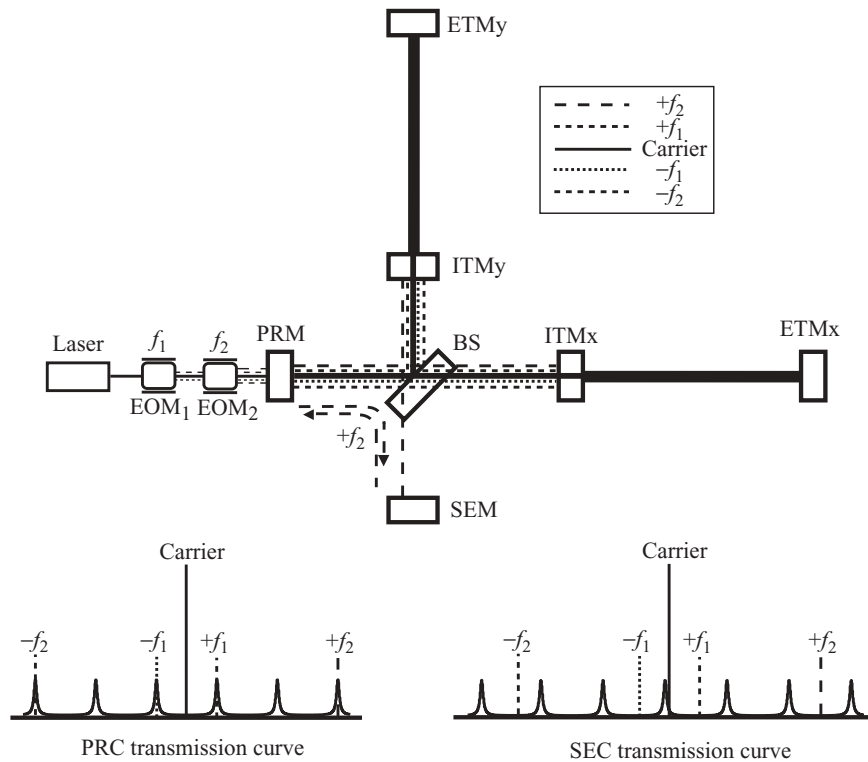 ETMy
+f₂
+f₁
Carrier
−f₁
−f₂
ITMy
Laser
f₁
f₂
PRM
BS
ITMx
ETMx
EOM₁
EOM₂
+f₂
SEM
Carrier
−f₂
−f₁
+f₁
+f₂
PRC transmission curve
Carrier
−f₂
−f₁
+f₁
+f₂
SEC transmission curve